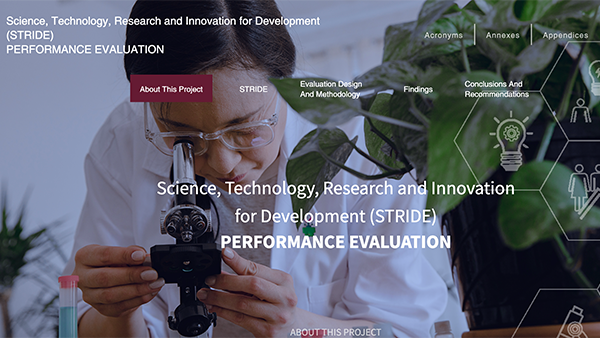 Science, Technology, Research and Innovation for Development
(STRIDE)
PERFORMANCE EVALUATION
Acronyms
Annexes
Appendices
About This Project
STRIDE
Evaluation Design
And Methodology
Findings
Conclusions And
Recommendations
Science, Technology, Research and Innovation
for Development (STRIDE)
PERFORMANCE EVALUATION
ABOUT THIS PROJECT